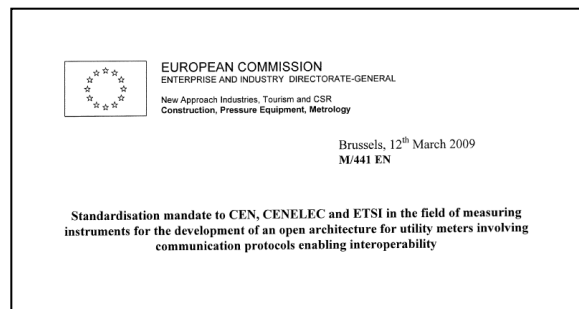 EUROPEAN COMMISSION
ENTERPRISE AND INDUSTRY DIRECTORATE-GENERAL
New Approach Industries, Tourism and CSR
Construction, Pressure Equipment, Metrology
Brussels, 12th March 2009
M/441 EN
Standardisation mandate to CEN, CENELEC and ETSI in the field of measuring
instruments for the development of an open architecture for utility meters involving
communication protocols enabling interoperability